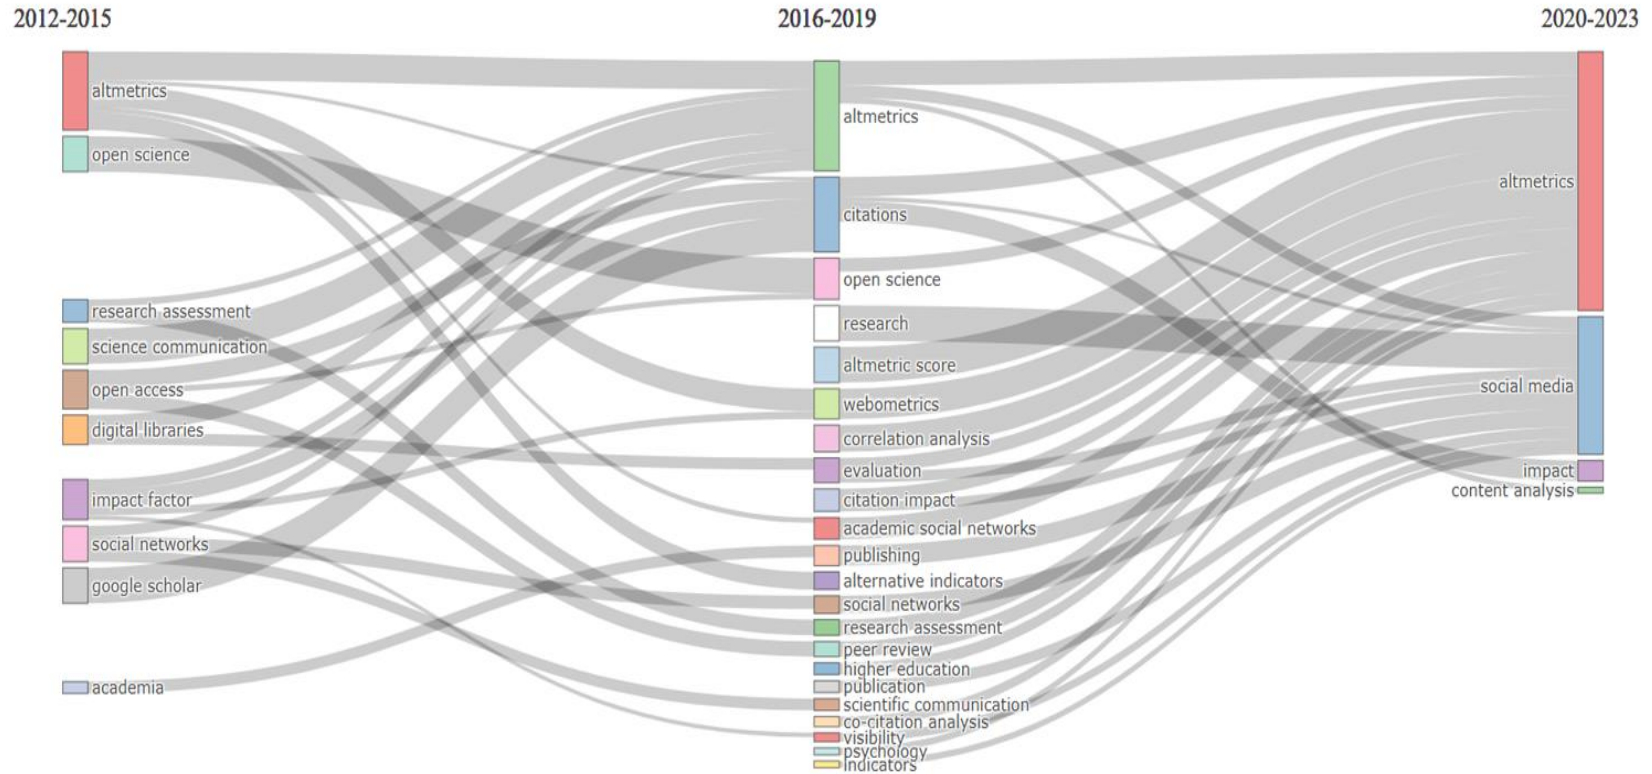 2012-2015
2016-2019
2020-2023
altmetrics
open science
research assessment
science communication
open access
digital libraries
impact factor
social networks
google scholar
academia
altmetrics
citations
open science
research
altmetric score
webometrics
correlation analysis
evaluation
citation impact
academic social networks
publishing
alternative indicators
social networks
research assessment
peer review
higher education
publication
scientific communication
co-citation analysis
visibility
psychology
indicators
altmetrics
social media
impact
content analysis